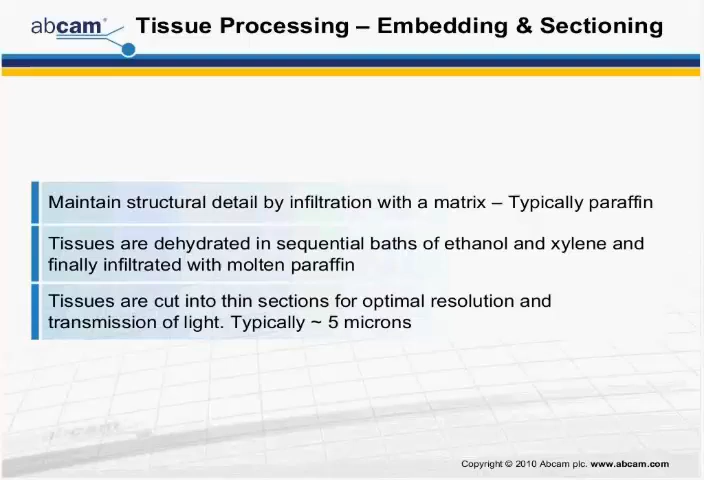 abcam®
Tissue Processing – Embedding & Sectioning
Maintain structural detail by infiltration with a matrix – Typically paraffin
Tissues are dehydrated in sequential baths of ethanol and xylene and
finally infiltrated with molten paraffin
Tissues are cut into thin sections for optimal resolution and
transmission of light. Typically ~ 5 microns
abcam
Copyright © 2010 Abcam plc. www.abcam.com